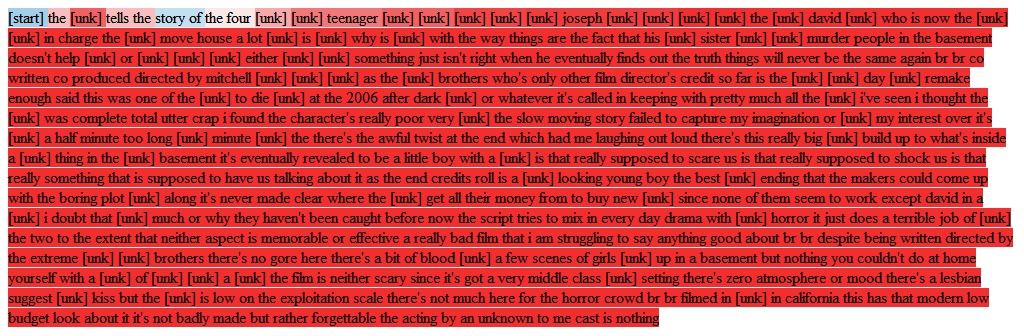 [start] the [unk] tells the story of the four [unk] [unk] teenager [unk] [unk] [unk] [unk] [unk] joseph [unk] [unk] [unk] the [unk] david [unk] who is now the [unk]
[unk] in charge the [unk] move house a lot [unk] is [unk] why is [unk] with the way things are the fact that his [unk] sister [unk] [unk] murder people in the basement
doesn't help [unk] or [unk] [unk] [unk] either [unk] [unk] something just isn't right when he eventually finds out the truth things will never be the same again br br co
written co produced directed by mitchell [unk] [unk] [unk] as the [unk] brothers who's only other film director's credit so far is the [unk] [unk] day [unk] remake
enough said this was one of the [unk] to die [unk] at the 2006 after dark [unk] or whatever it's called in keeping with pretty much all the [unk] i've seen i thought the
[unk] was complete total utter crap i found the character's really poor very [unk] the slow moving story failed to capture my imagination or [unk] my interest over it's
[unk] a half minute too long [unk] minute [unk] the there's the awful twist at the end which had me laughing out loud there's this really big [unk] build up to what's inside
a [unk] thing in the [unk] basement it's eventually revealed to be a little boy with a [unk] is that really supposed to scare us is that really supposed to shock us is that
really something that is supposed to have us talking about it as the end credits roll is a [unk] looking young boy the best [unk] ending that the makers could come up
with the boring plot [unk] along it's never made clear where the [unk] get all their money from to buy new [unk] since none of them seem to work except david in a
[unk] i doubt that [unk] much or why they haven't been caught before now the script tries to mix in every day drama with [unk] horror it just does a terrible job of [unk]
the two to the extent that neither aspect is memorable or effective a really bad film that i am struggling to say anything good about br br despite being written directed by
the extreme [unk] [unk] brothers there's no gore here there's a bit of blood [unk] a few scenes of girls [unk] up in a basement but nothing you couldn't do at home
yourself with a [unk] of [unk] [unk] a [unk] the film is neither scary since it's got a very middle class [unk] setting there's zero atmosphere or mood there's a lesbian
suggest [unk] kiss but the [unk] is low on the exploitation scale there's not much here for the horror crowd br br filmed in [unk] in california this has that modern low
budget look about it it's not badly made but rather forgettable the acting by an unknown to me cast is nothing